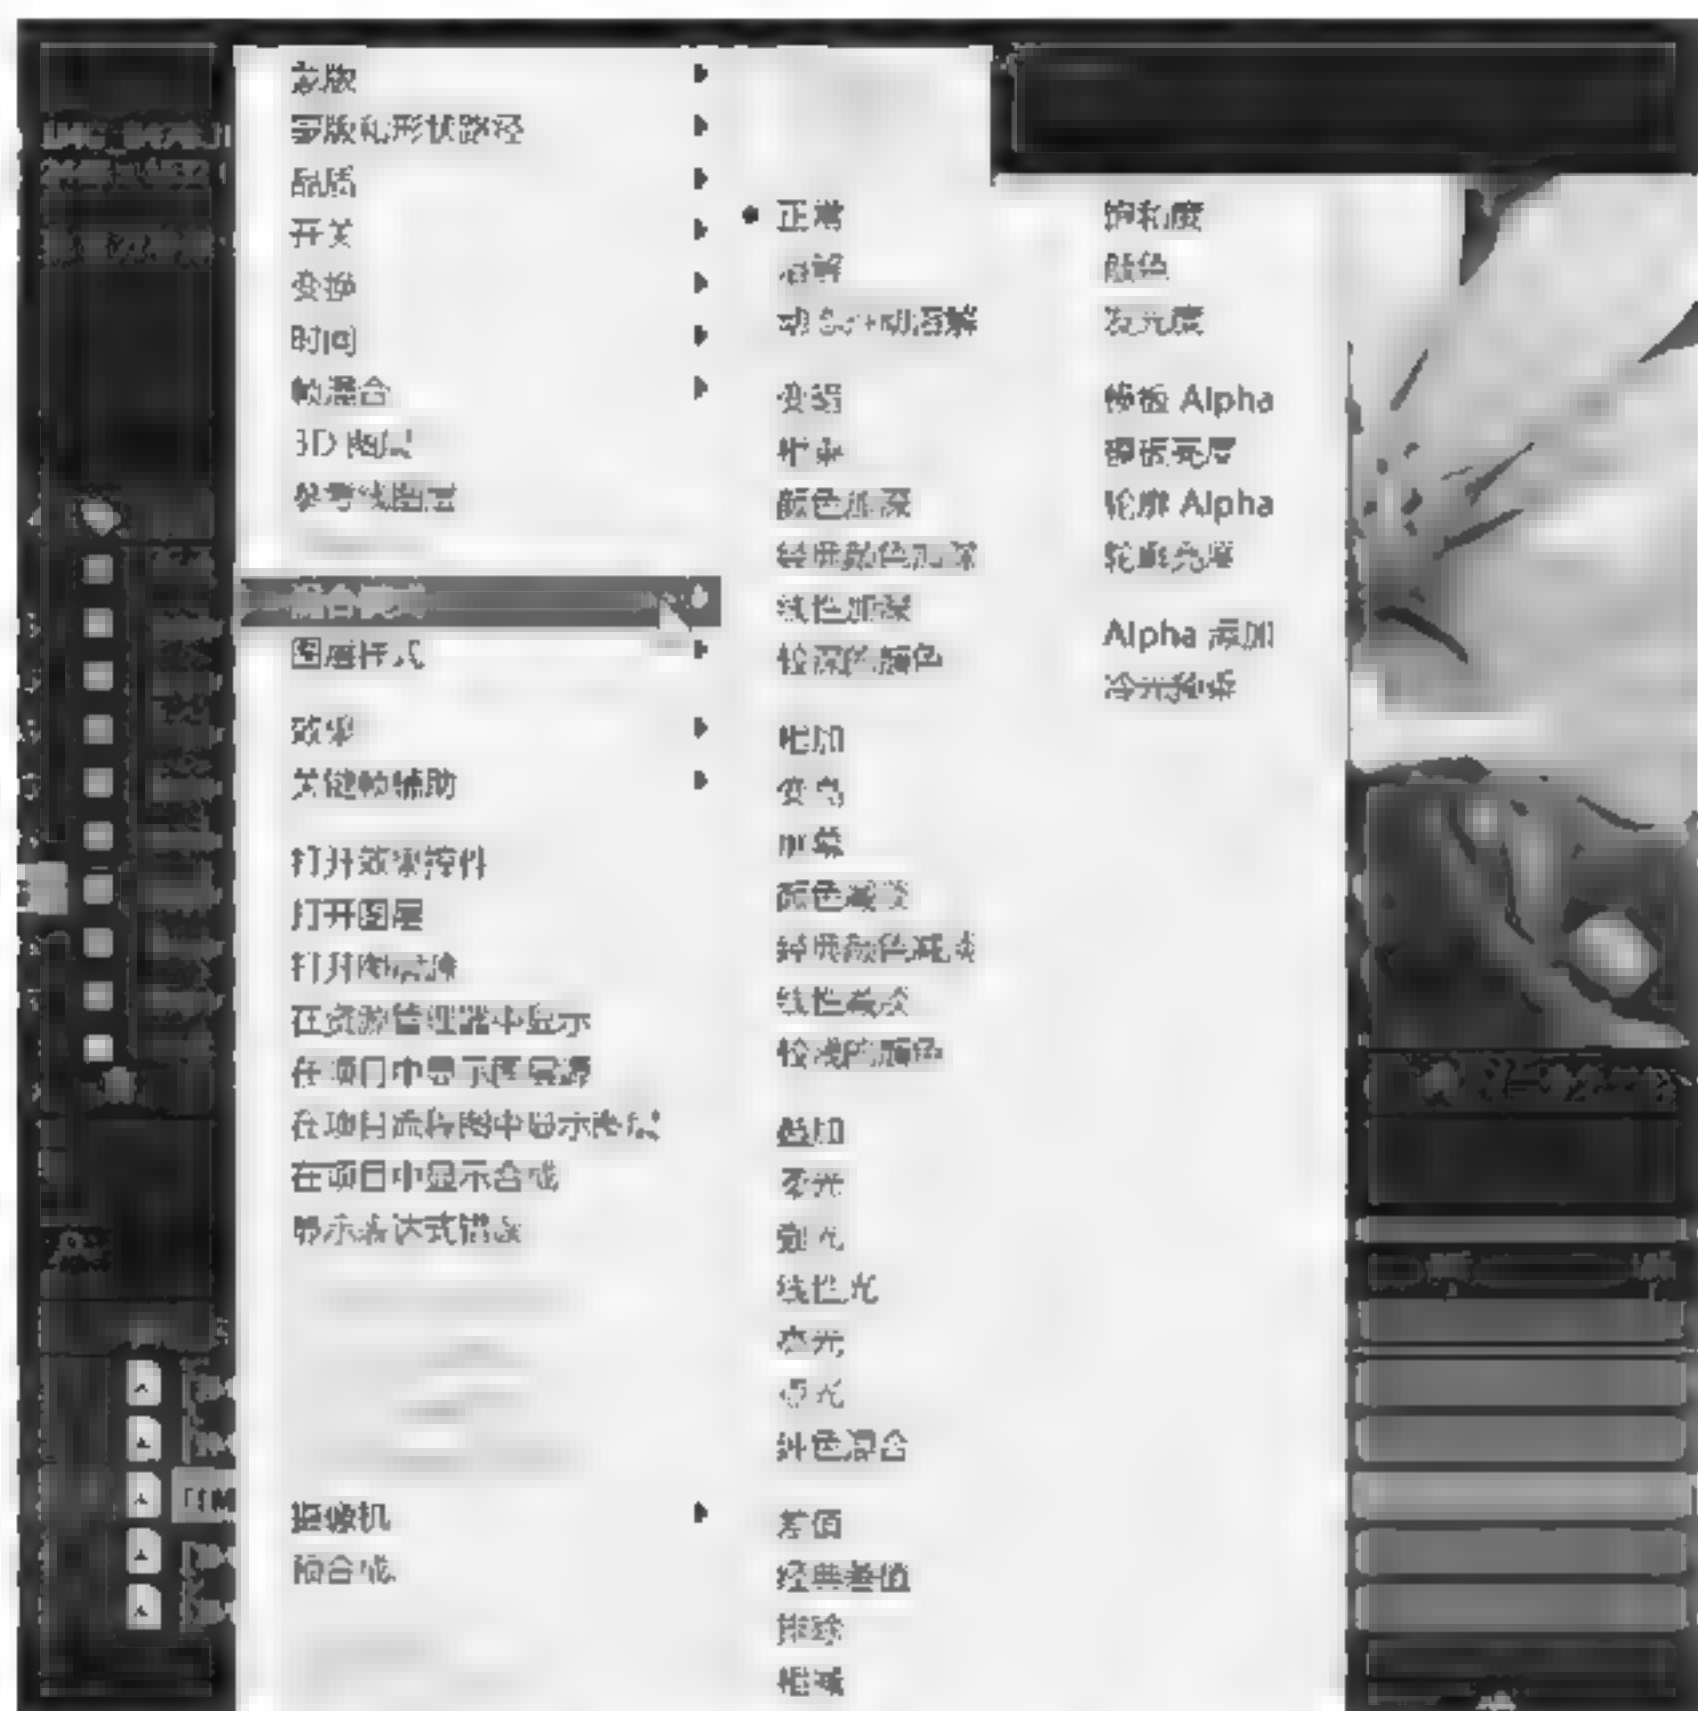 蒙版
蒙版和形状路径
品质
开关
变换
时间
帧混合
3D 图层
参考线图层
混合模式
图层样式
效果
关键帧辅助
打开效果控件
打开图层
打开图层源
在资源管理器中显示
在项目中显示图层源
在项目流程图中显示图层
在项目中显示合成
显示表达式错误
摄像机
预合成
正常
溶解
动态抖动溶解
变暗
相乘
颜色加深
经典颜色加深
线性加深
较深的颜色
相加
变亮
屏幕
颜色减淡
经典颜色减淡
线性减淡
较浅的颜色
叠加
柔光
强光
线性光
亮光
点光
纯色混合
差值
经典差值
排除
相减
饱和度
颜色
发光度
模板 Alpha
模板亮度
轮廓 Alpha
轮廓亮度
Alpha 添加
冷光预乘